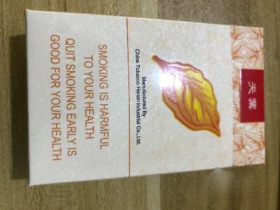 SMOKING IS HARMFUL
TO YOUR HEALTH
QUIT SMOKING EARLY IS
GOOD FOR YOUR HEALTH
Manufactured By
China Tobacco Henan Industrial Co., Ltd.
天叶